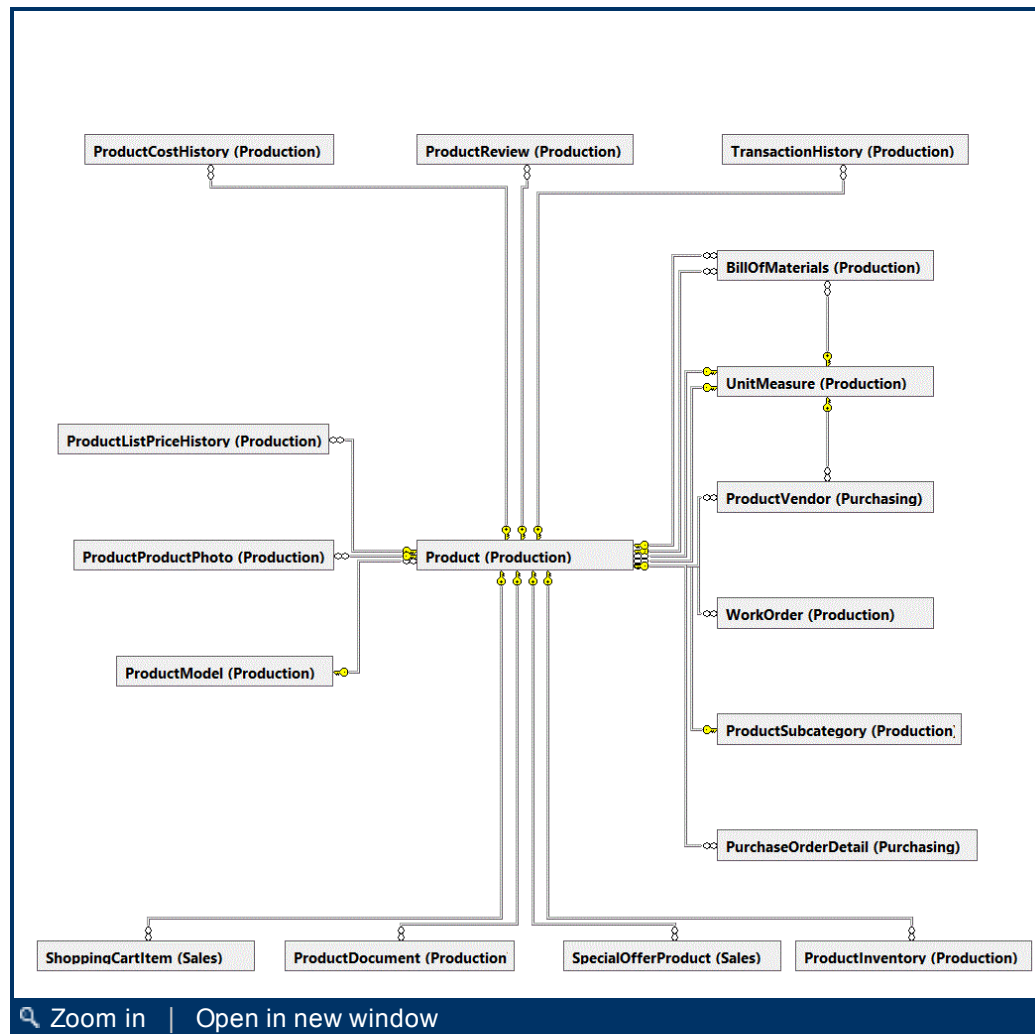 ProductCostHistory (Production)
ProductReview (Production)
TransactionHistory (Production)
BillOfMaterials (Production)
UnitMeasure (Production)
ProductListPriceHistory (Production)
ProductVendor (Purchasing)
ProductProductPhoto (Production)
Product (Production)
WorkOrder (Production)
ProductModel (Production)
ProductSubcategory (Production)
PurchaseOrderDetail (Purchasing)
ShoppingCartItem (Sales)
ProductDocument (Production
SpecialOfferProduct (Sales)
ProductInventory (Production)
Zoom in | Open in new window